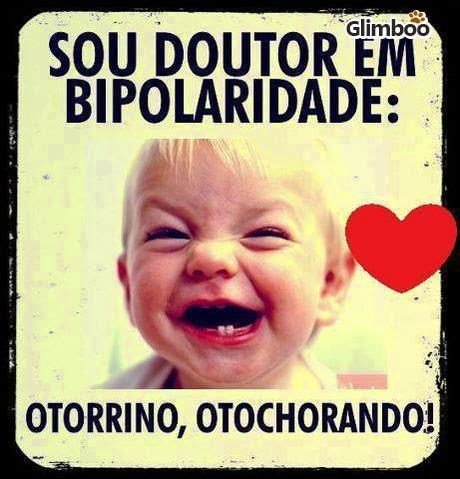 Glimboo
SOU DOUTOR EM
BIPOLARIDADE:
OTORRINO, OTOCHORANDO!